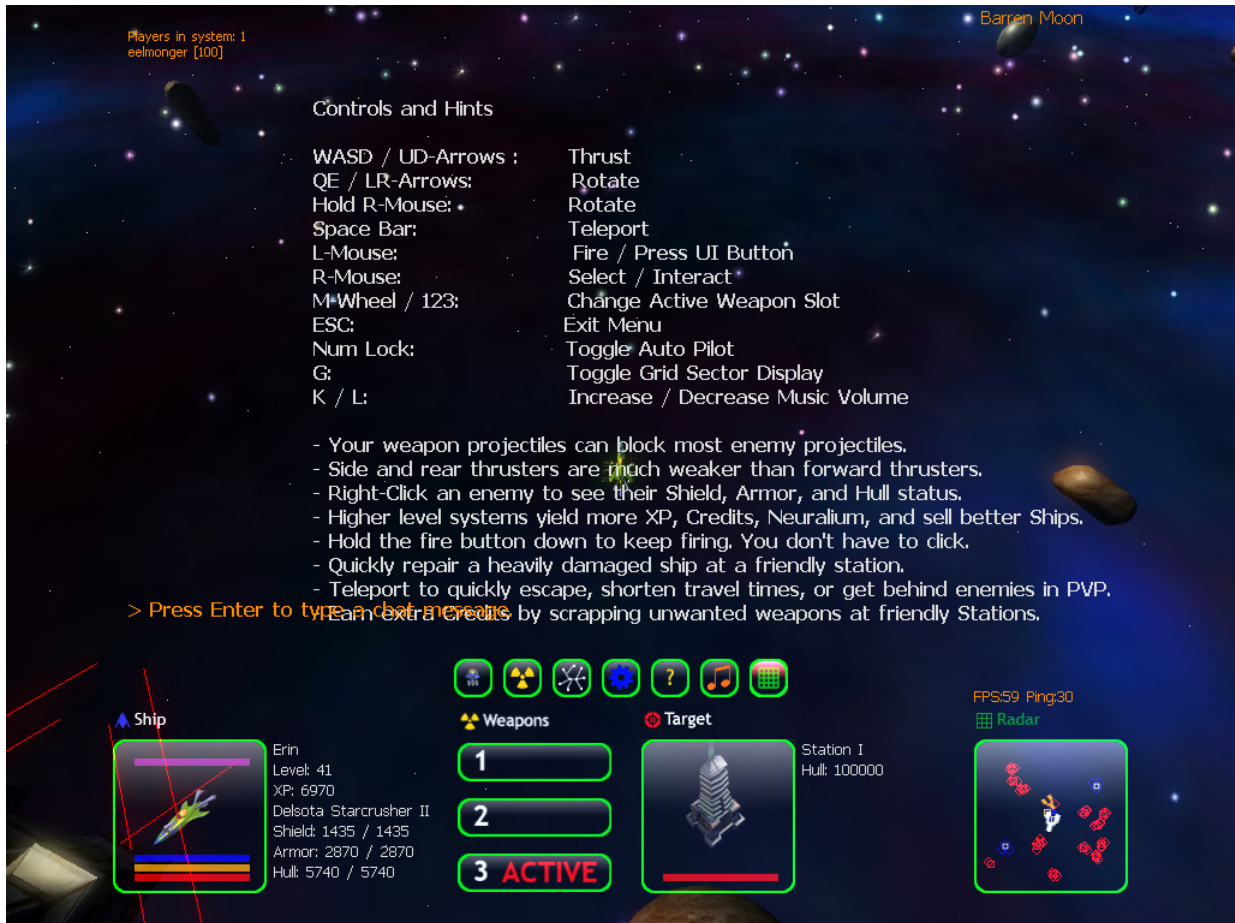 Players in system: 1
eelmonger [100]
Barren Moon
Controls and Hints
WASD / UD-Arrows : Thrust
QE / LR-Arrows: Rotate
Hold R-Mouse: Rotate
Space Bar: Teleport
L-Mouse: Fire / Press UI Button
R-Mouse: Select / Interact
M-Wheel / 123: Change Active Weapon Slot
ESC: Exit Menu
Num Lock: Toggle Auto Pilot
G: Toggle Grid Sector Display
K / L: Increase / Decrease Music Volume
- Your weapon projectiles can block most enemy projectiles.
- Side and rear thrusters are much weaker than forward thrusters.
- Right-Click an enemy to see their Shield, Armor, and Hull status.
- Higher level systems yield more XP, Credits, Neuralium, and sell better Ships.
- Hold the fire button down to keep firing. You don't have to click.
- Quickly repair a heavily damaged ship at a friendly station.
- Teleport to quickly escape, shorten travel times, or get behind enemies in PVP.
> Press Enter to type a chat message.
- Earn extra Credits by scrapping unwanted weapons at friendly Stations.
?
FPS:59 Ping:30
Ship
Weapons
Target
Radar
Erin
Level: 41
XP: 6970
Delsota Starcrusher II
Shield: 1435 / 1435
Armor: 2870 / 2870
Hull: 5740 / 5740
1
2
3 ACTIVE
Station I
Hull: 100000